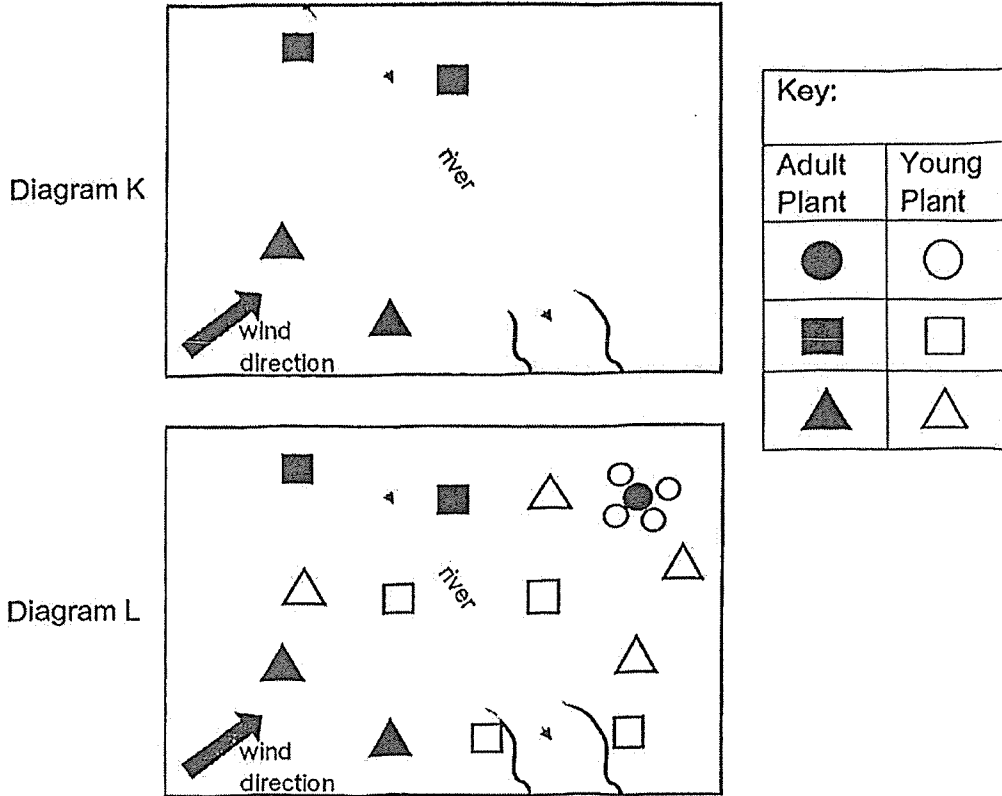 Diagram K
river
wind
direction
Key:
Adult
Plant
Young
Plant
Diagram L
river
wind
direction